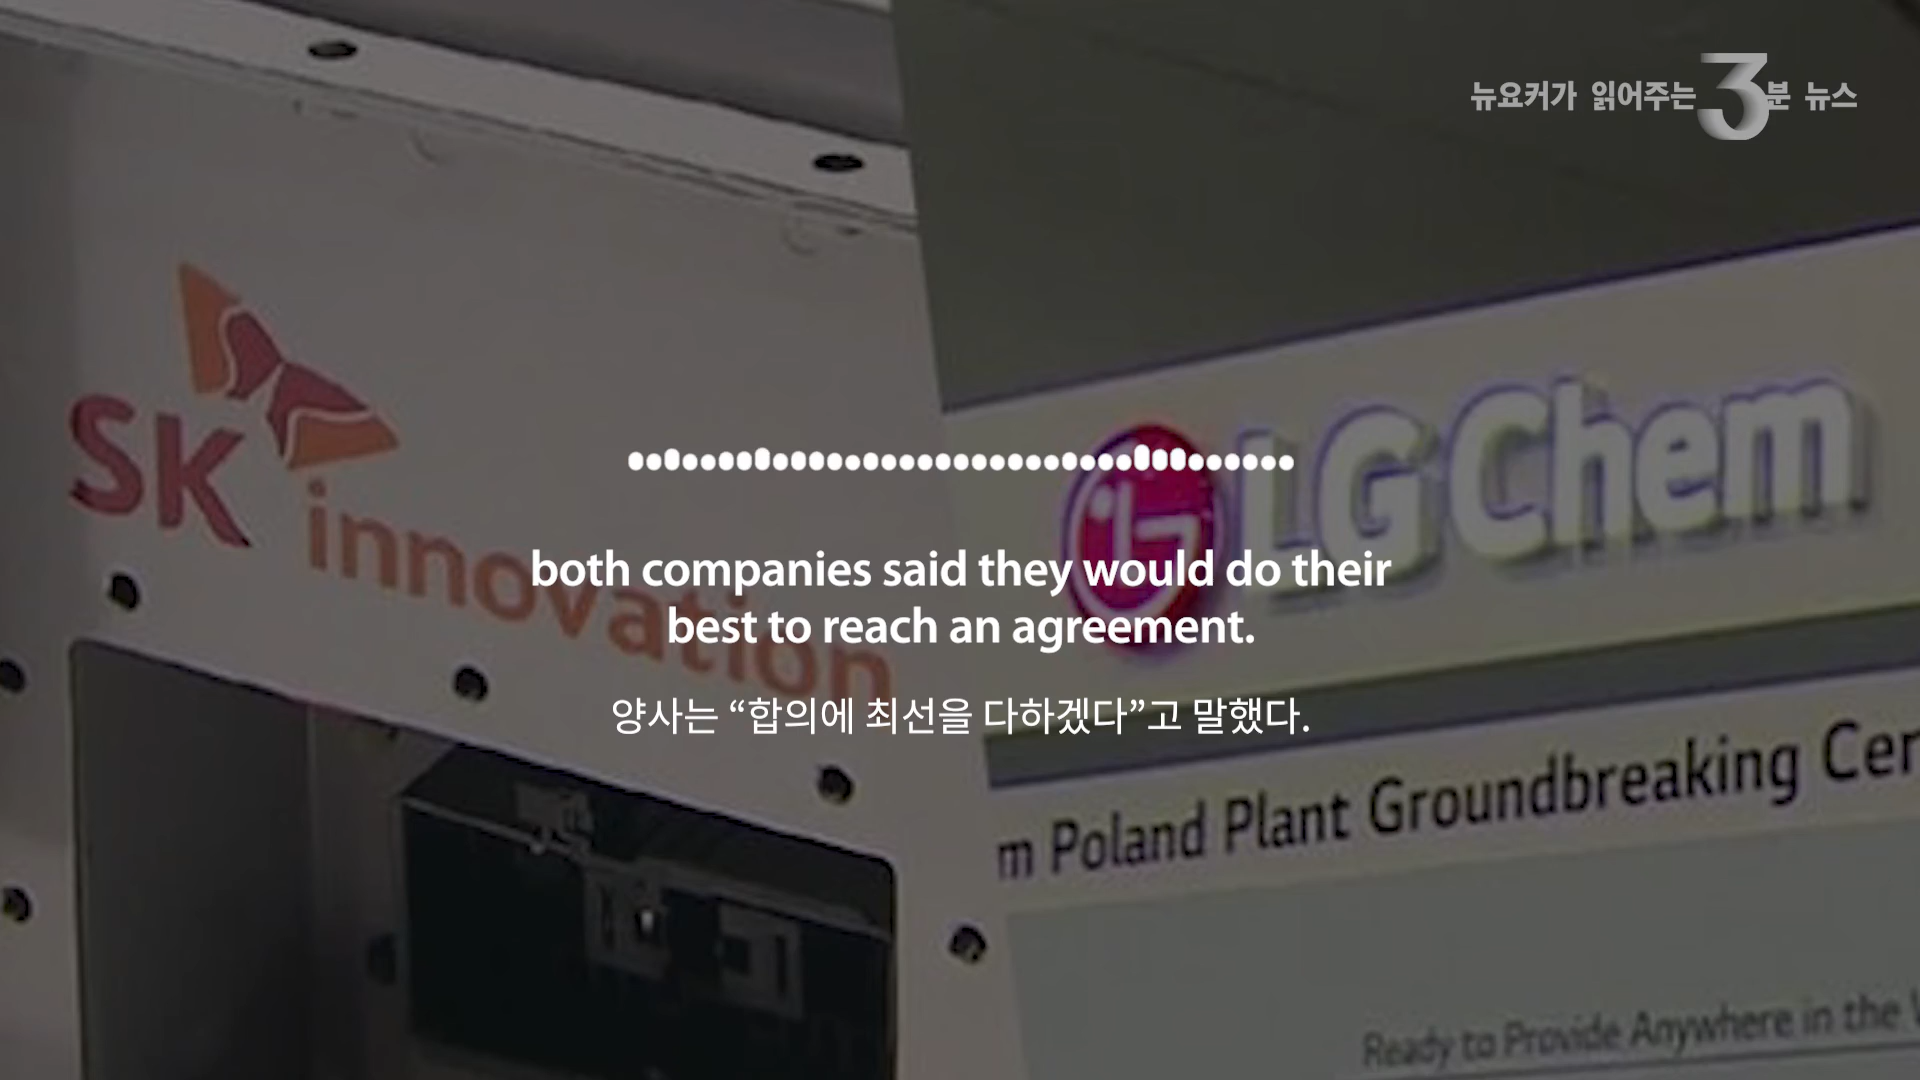 뉴요커가 읽어주는 3분 뉴스
SK
innovation
LG Chem
both companies said they would do their
best to reach an agreement.
양사는 “합의에 최선을 다하겠다”고 말했다.
m Poland Plant Groundbreaking Cer
Ready to Provide Anywhere in the